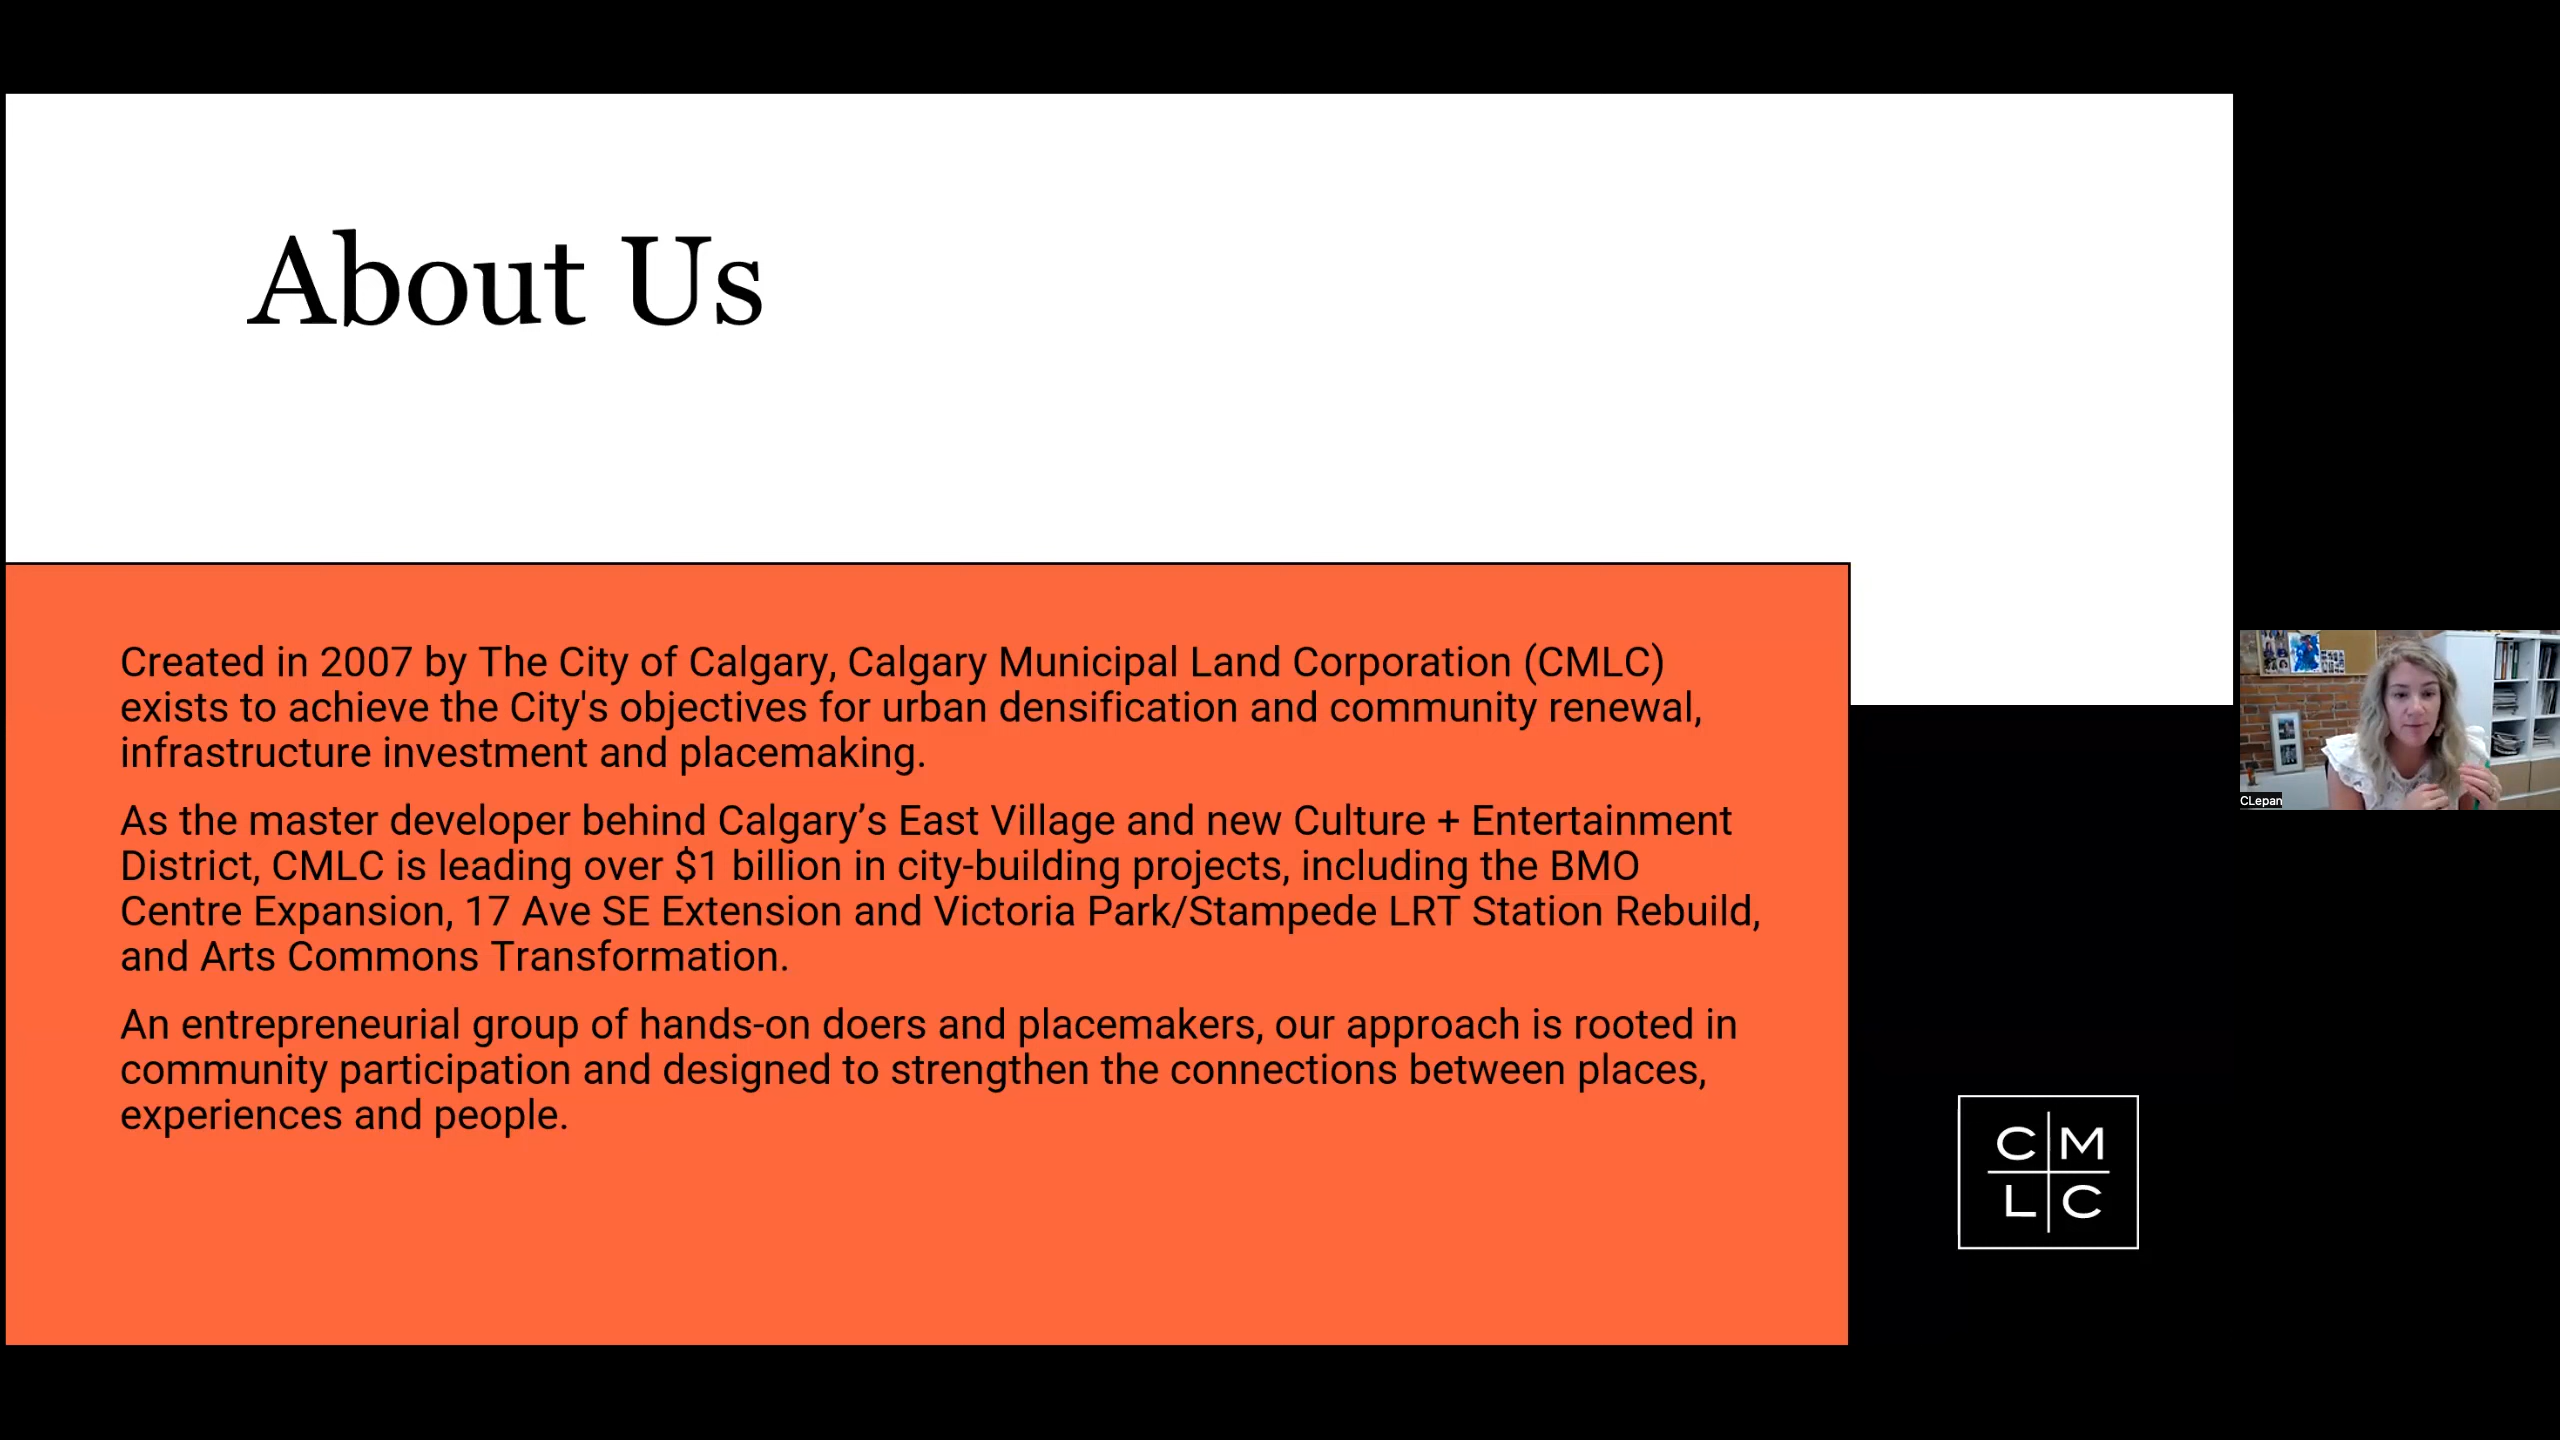 About Us
Created in 2007 by The City of Calgary, Calgary Municipal Land Corporation (CMLC)
exists to achieve the City's objectives for urban densification and community renewal,
infrastructure investment and placemaking.
As the master developer behind Calgary’s East Village and new Culture + Entertainment
District, CMLC is leading over $1 billion in city-building projects, including the BMO
Centre Expansion, 17 Ave SE Extension and Victoria Park/Stampede LRT Station Rebuild,
and Arts Commons Transformation.
An entrepreneurial group of hands-on doers and placemakers, our approach is rooted in
community participation and designed to strengthen the connections between places,
experiences and people.
CLepan
C M
L C